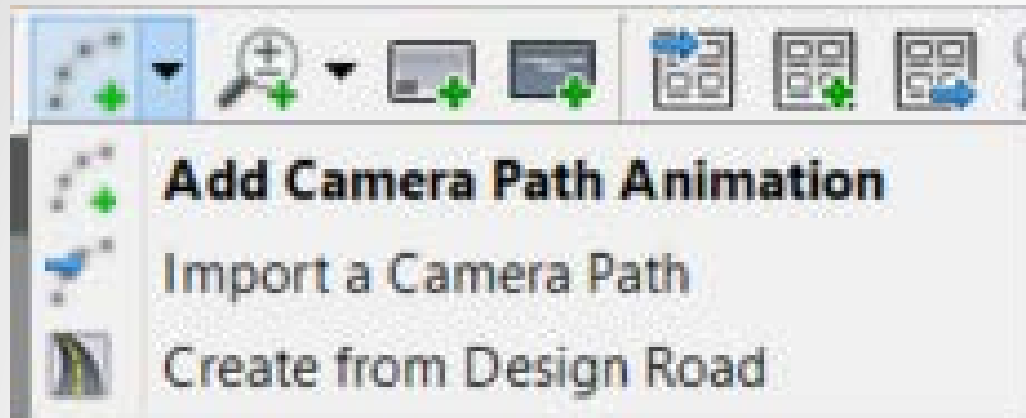 Add Camera Path Animation
Import a Camera Path
Create from Design Road